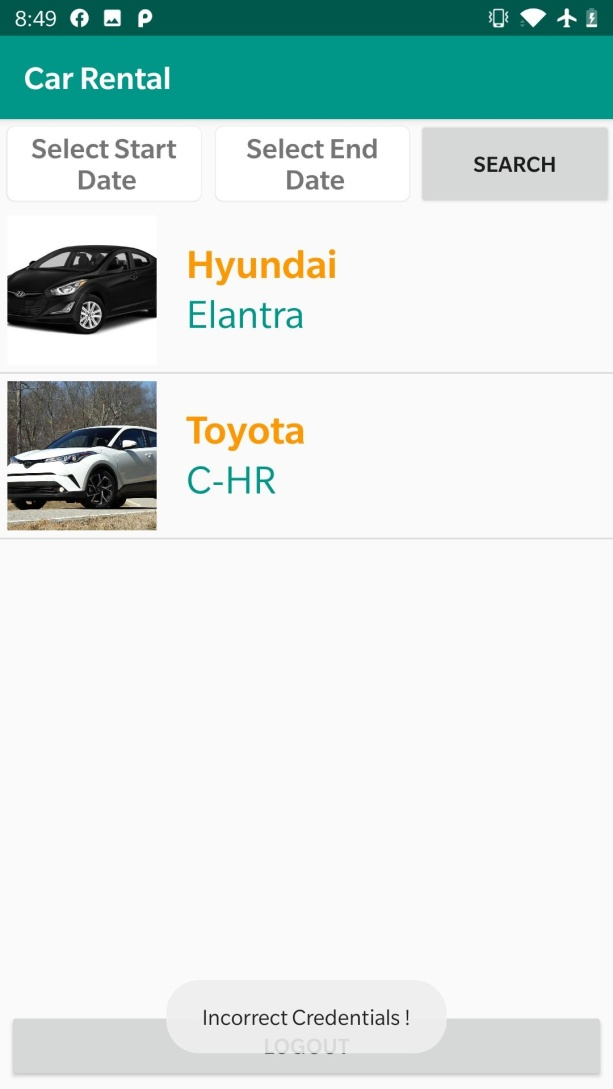 8:49
Car Rental
Select Start
Date
Select End
Date
SEARCH
Hyundai
Elantra
Toyota
C-HR
Incorrect Credentials !
LOGOUT